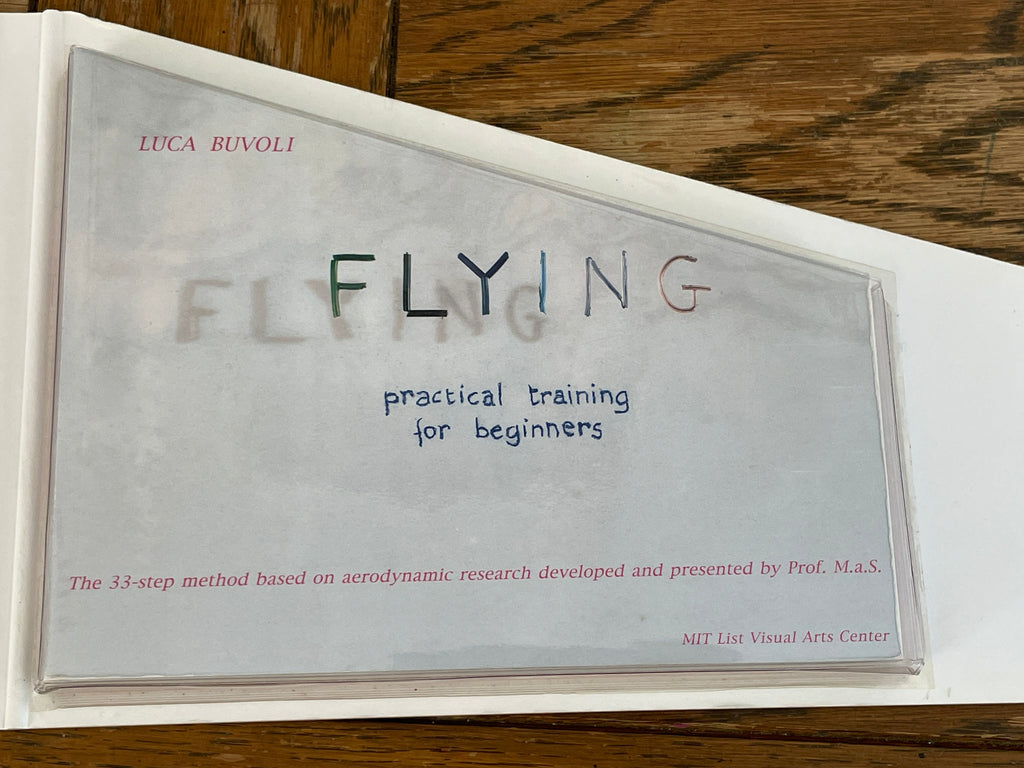 LUCA BUVOLI
FLYING
practical training
for beginners
The 33-step method based on aerodynamic research developed and presented by Prof. M.a.S.
MIT List Visual Arts Center